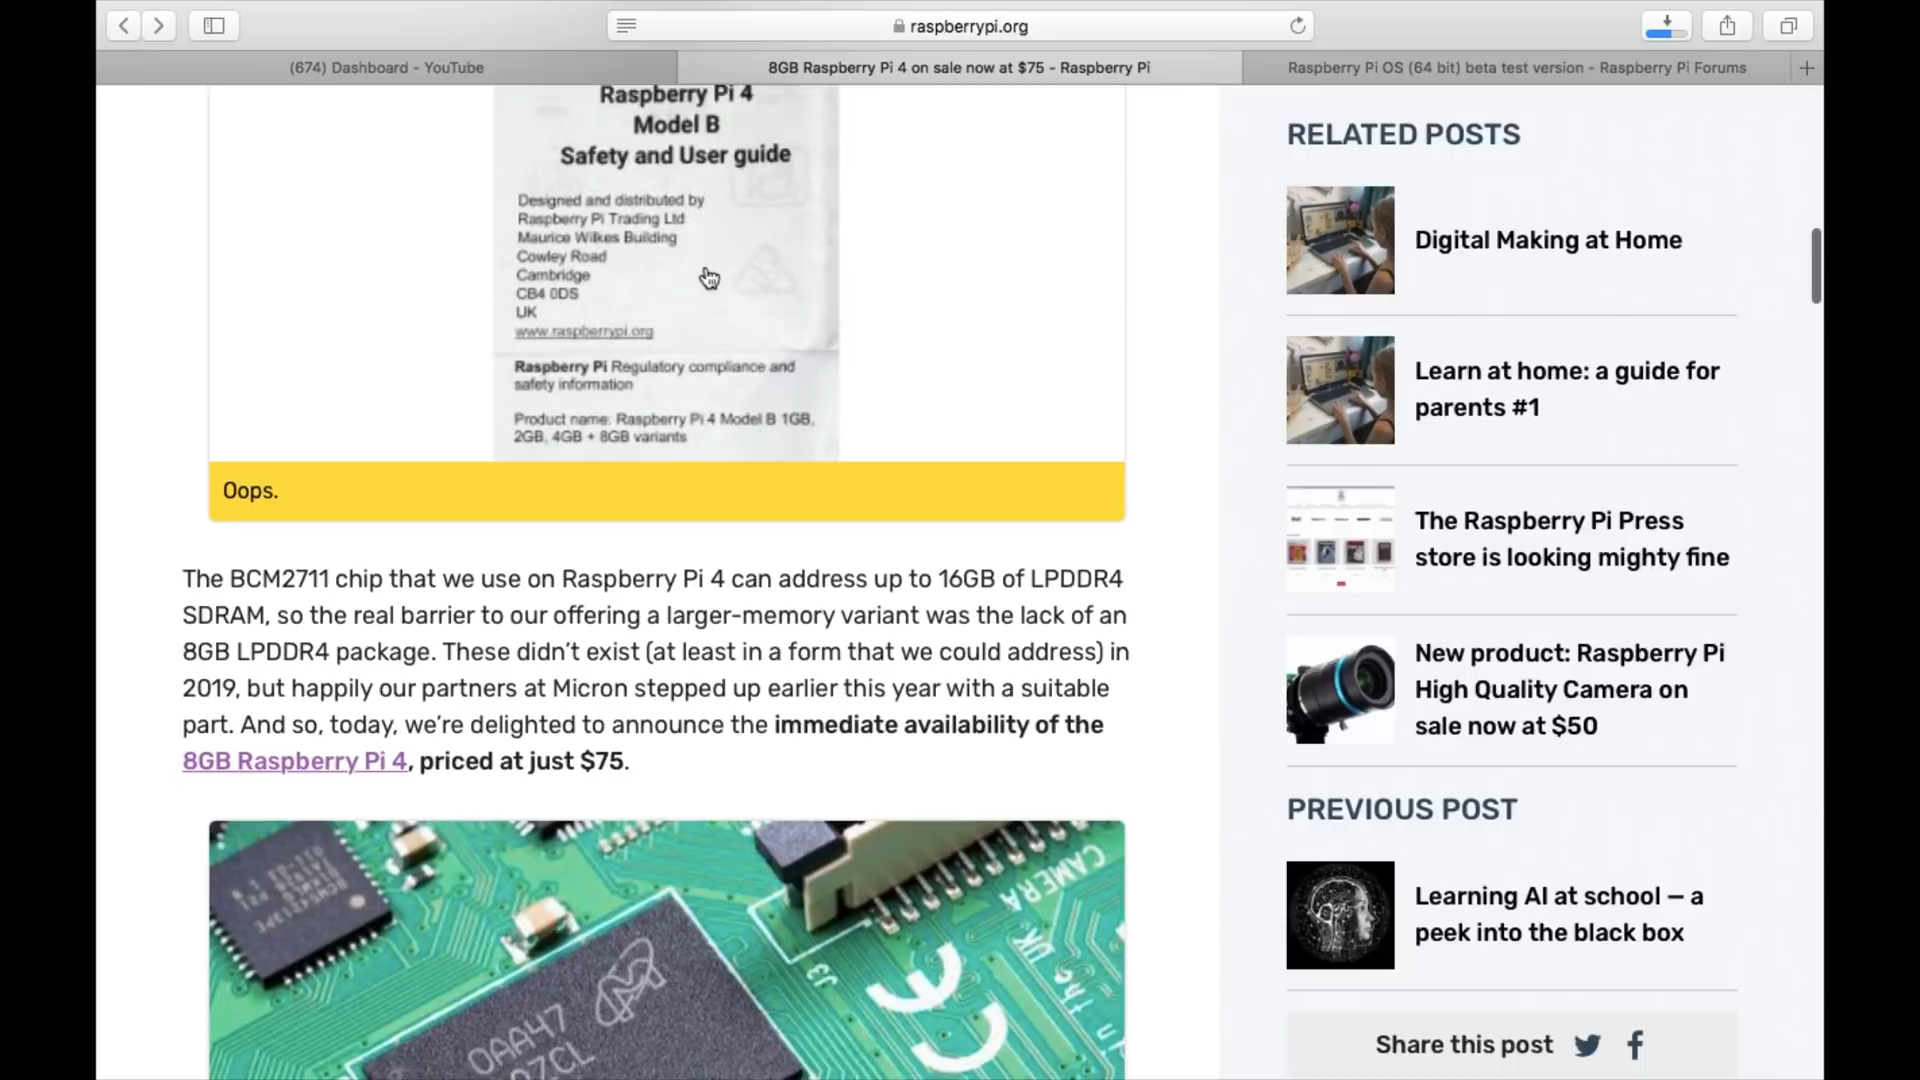 raspberrypi.org
(674) Dashboard - YouTube
8GB Raspberry Pi 4 on sale now at $75 - Raspberry Pi
Raspberry Pi OS (64 bit) beta test version - Raspberry Pi Forums
Raspberry Pi 4
Model B
Safety and User guide
Designed and distributed by
Raspberry Pi Trading Ltd
Maurice Wilkes Building
Cowley Road
Cambridge
CB4 0DS
UK
www.raspberrypi.org
Raspberry Pi Regulatory compliance and
safety information
Product name: Raspberry Pi 4 Model B 1GB,
2GB, 4GB + 8GB variants
Oops.
The BCM2711 chip that we use on Raspberry Pi 4 can address up to 16GB of LPDDR4
SDRAM, so the real barrier to our offering a larger-memory variant was the lack of an
8GB LPDDR4 package. These didn’t exist (at least in a form that we could address) in
2019, but happily our partners at Micron stepped up earlier this year with a suitable
part. And so, today, we’re delighted to announce the immediate availability of the
8GB Raspberry Pi 4, priced at just $75.
CAMERA
J3
0AA47
RELATED POSTS
Digital Making at Home
Learn at home: a guide for
parents #1
The Raspberry Pi Press
store is looking mighty fine
New product: Raspberry Pi
High Quality Camera on
sale now at $50
PREVIOUS POST
Learning AI at school – a
peek into the black box
Share this post